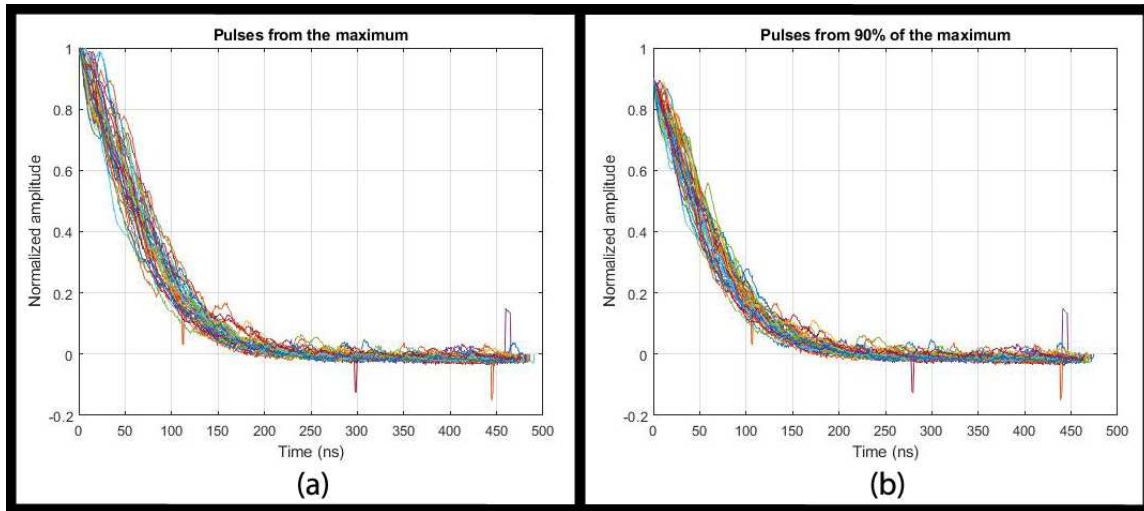 Pulses from the maximum
1
0.8
0.6
0.4
0.2
0
-0.2
Normalized amplitude
0 50 100 150 200 250 300 350 400 450 500
Time (ns)
(a)
Pulses from 90% of the maximum
1
0.8
0.6
0.4
0.2
0
-0.2
Normalized amplitude
0 50 100 150 200 250 300 350 400 450 500
Time (ns)
(b)